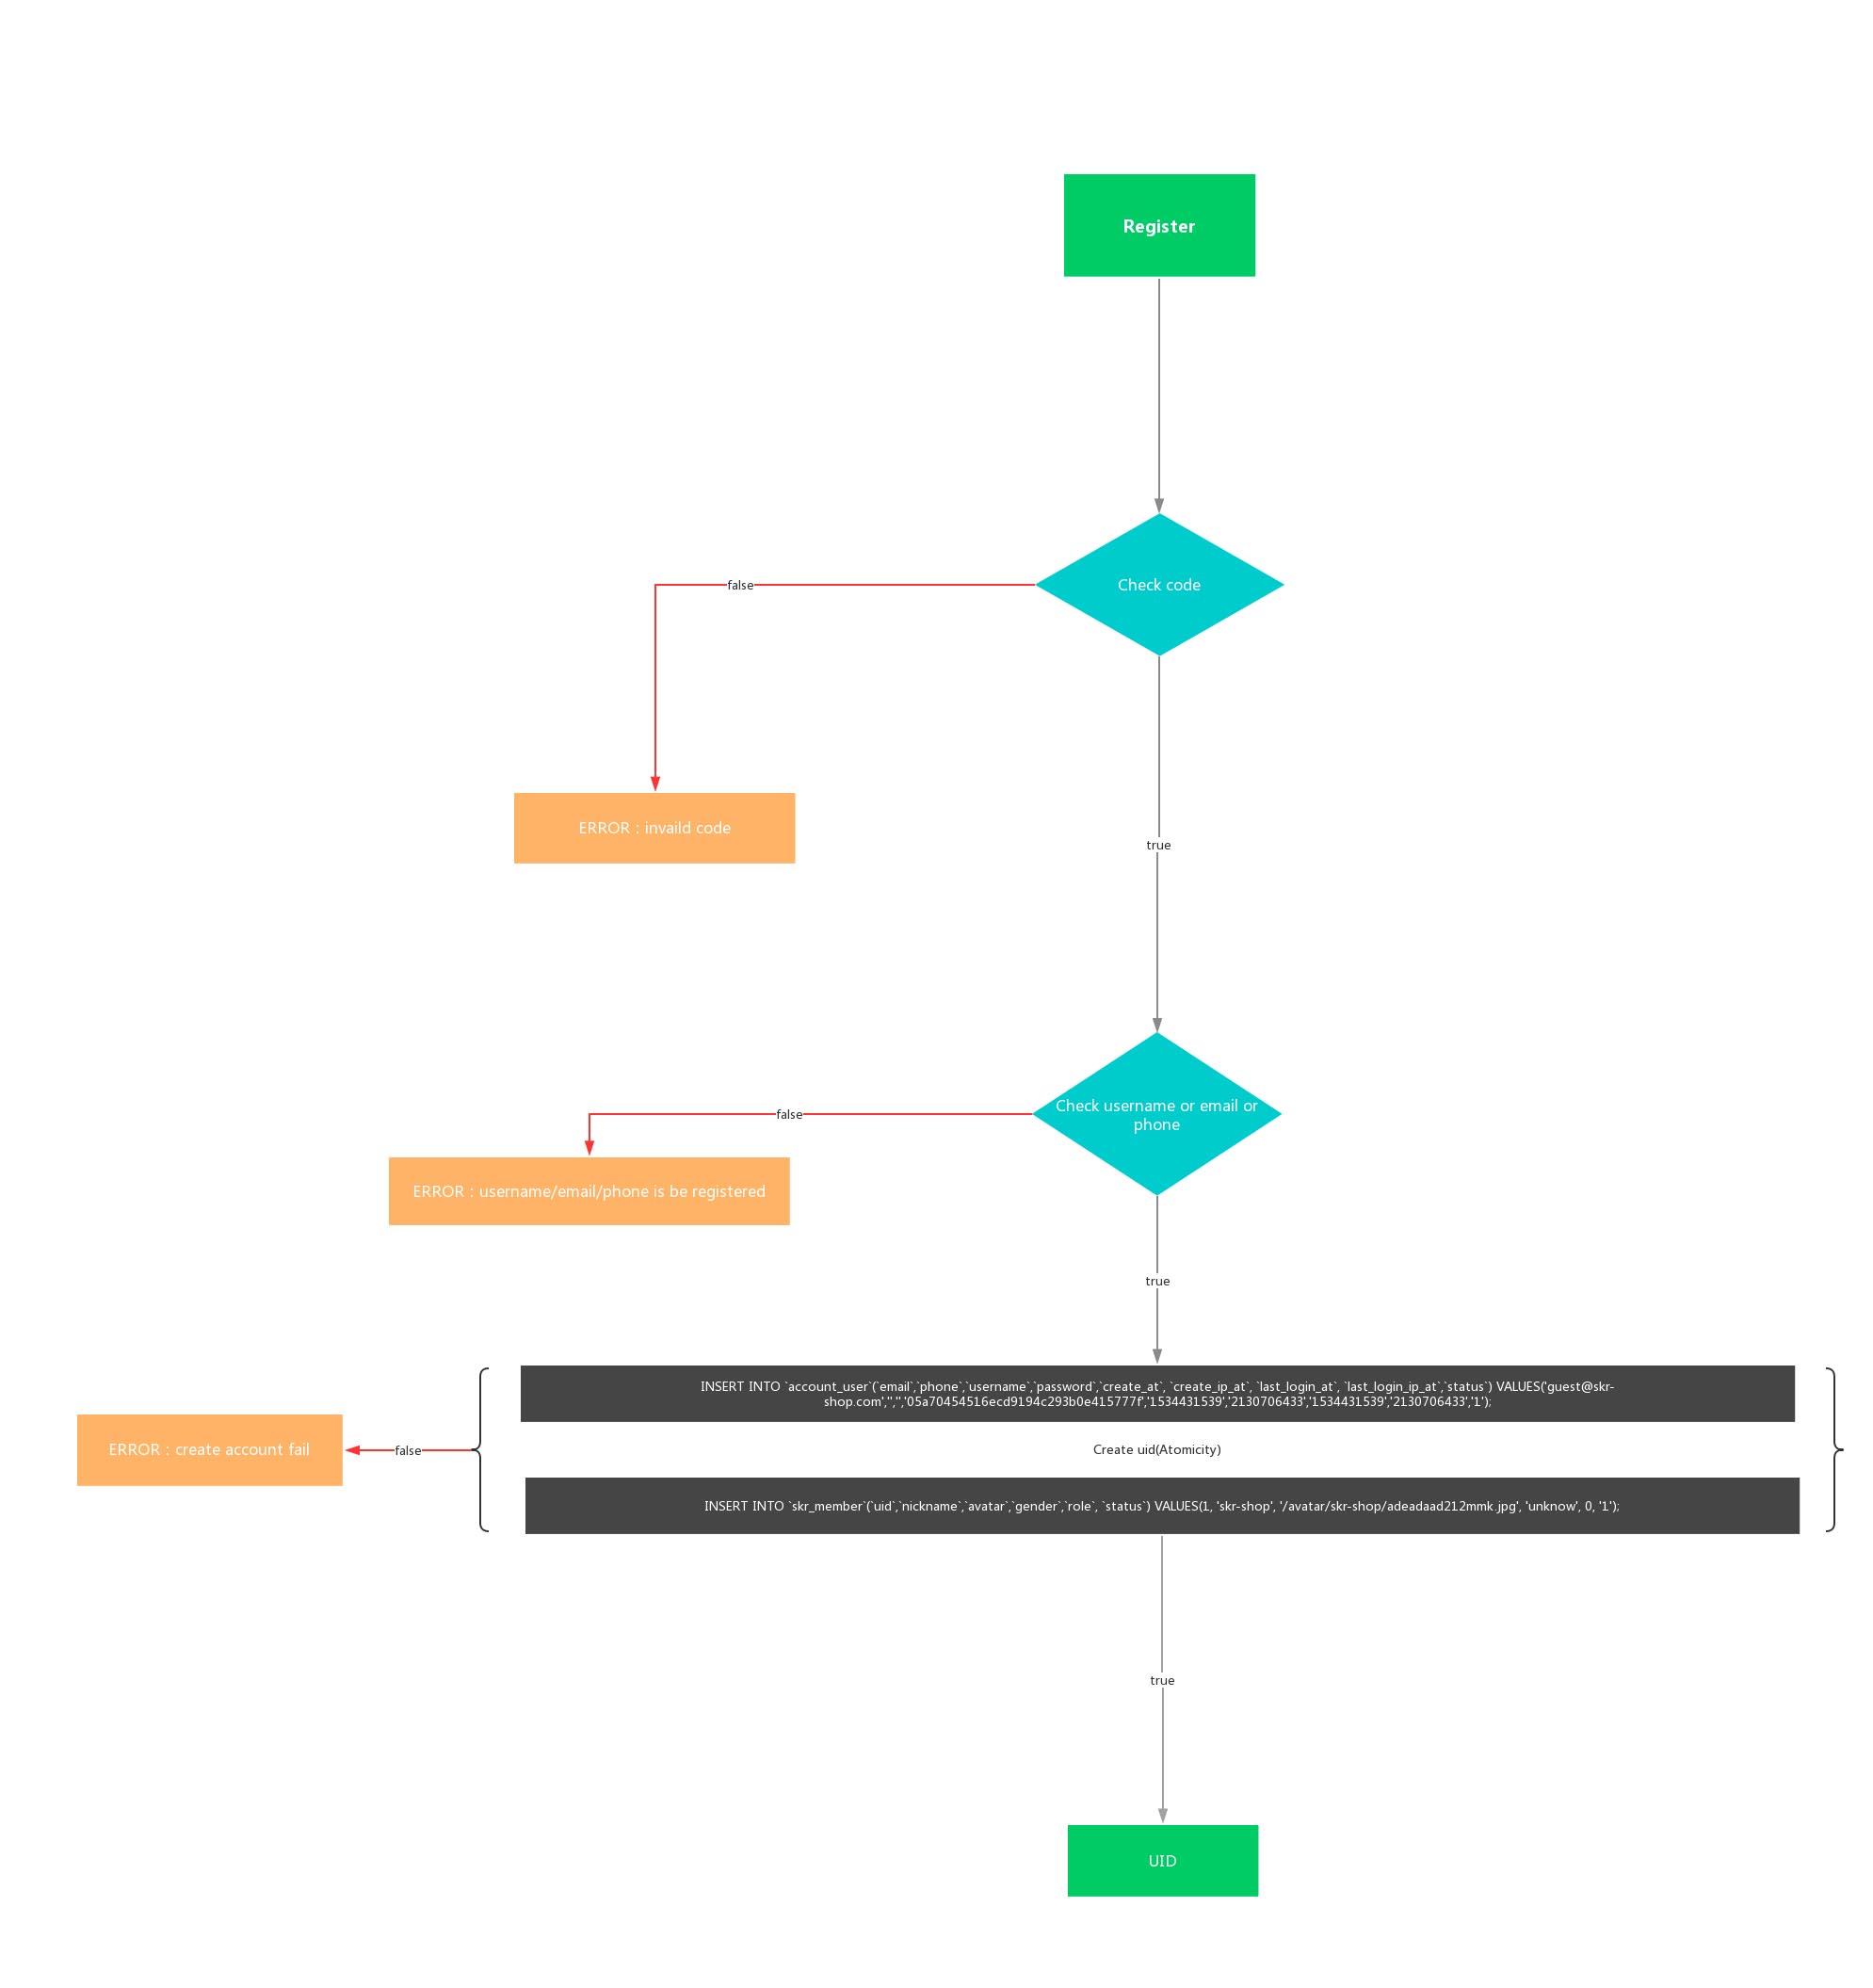 Register
Check code
false
ERROR : invaild code
true
Check username or email or
phone
false
ERROR : username/email/phone is be registered
true
INSERT INTO `account_user`(`email`,`phone`,`username`,`password`,`create_at`, `create_ip_at`, `last_login_at`, `last_login_ip_at`,`status`) VALUES('guest@skr-
shop.com','','','05a70454516ecd9194c293b0e415777f','1534431539','2130706433','1534431539','2130706433','1');
Create uid(Atomicity)
false
ERROR : create account fail
INSERT INTO `skr_member`(`uid`,`nickname`,`avatar`,`gender`,`role`, `status`) VALUES(1, 'skr-shop', '/avatar/skr-shop/adeadaad212mmk.jpg', 'unknow', 0, '1');
true
UID